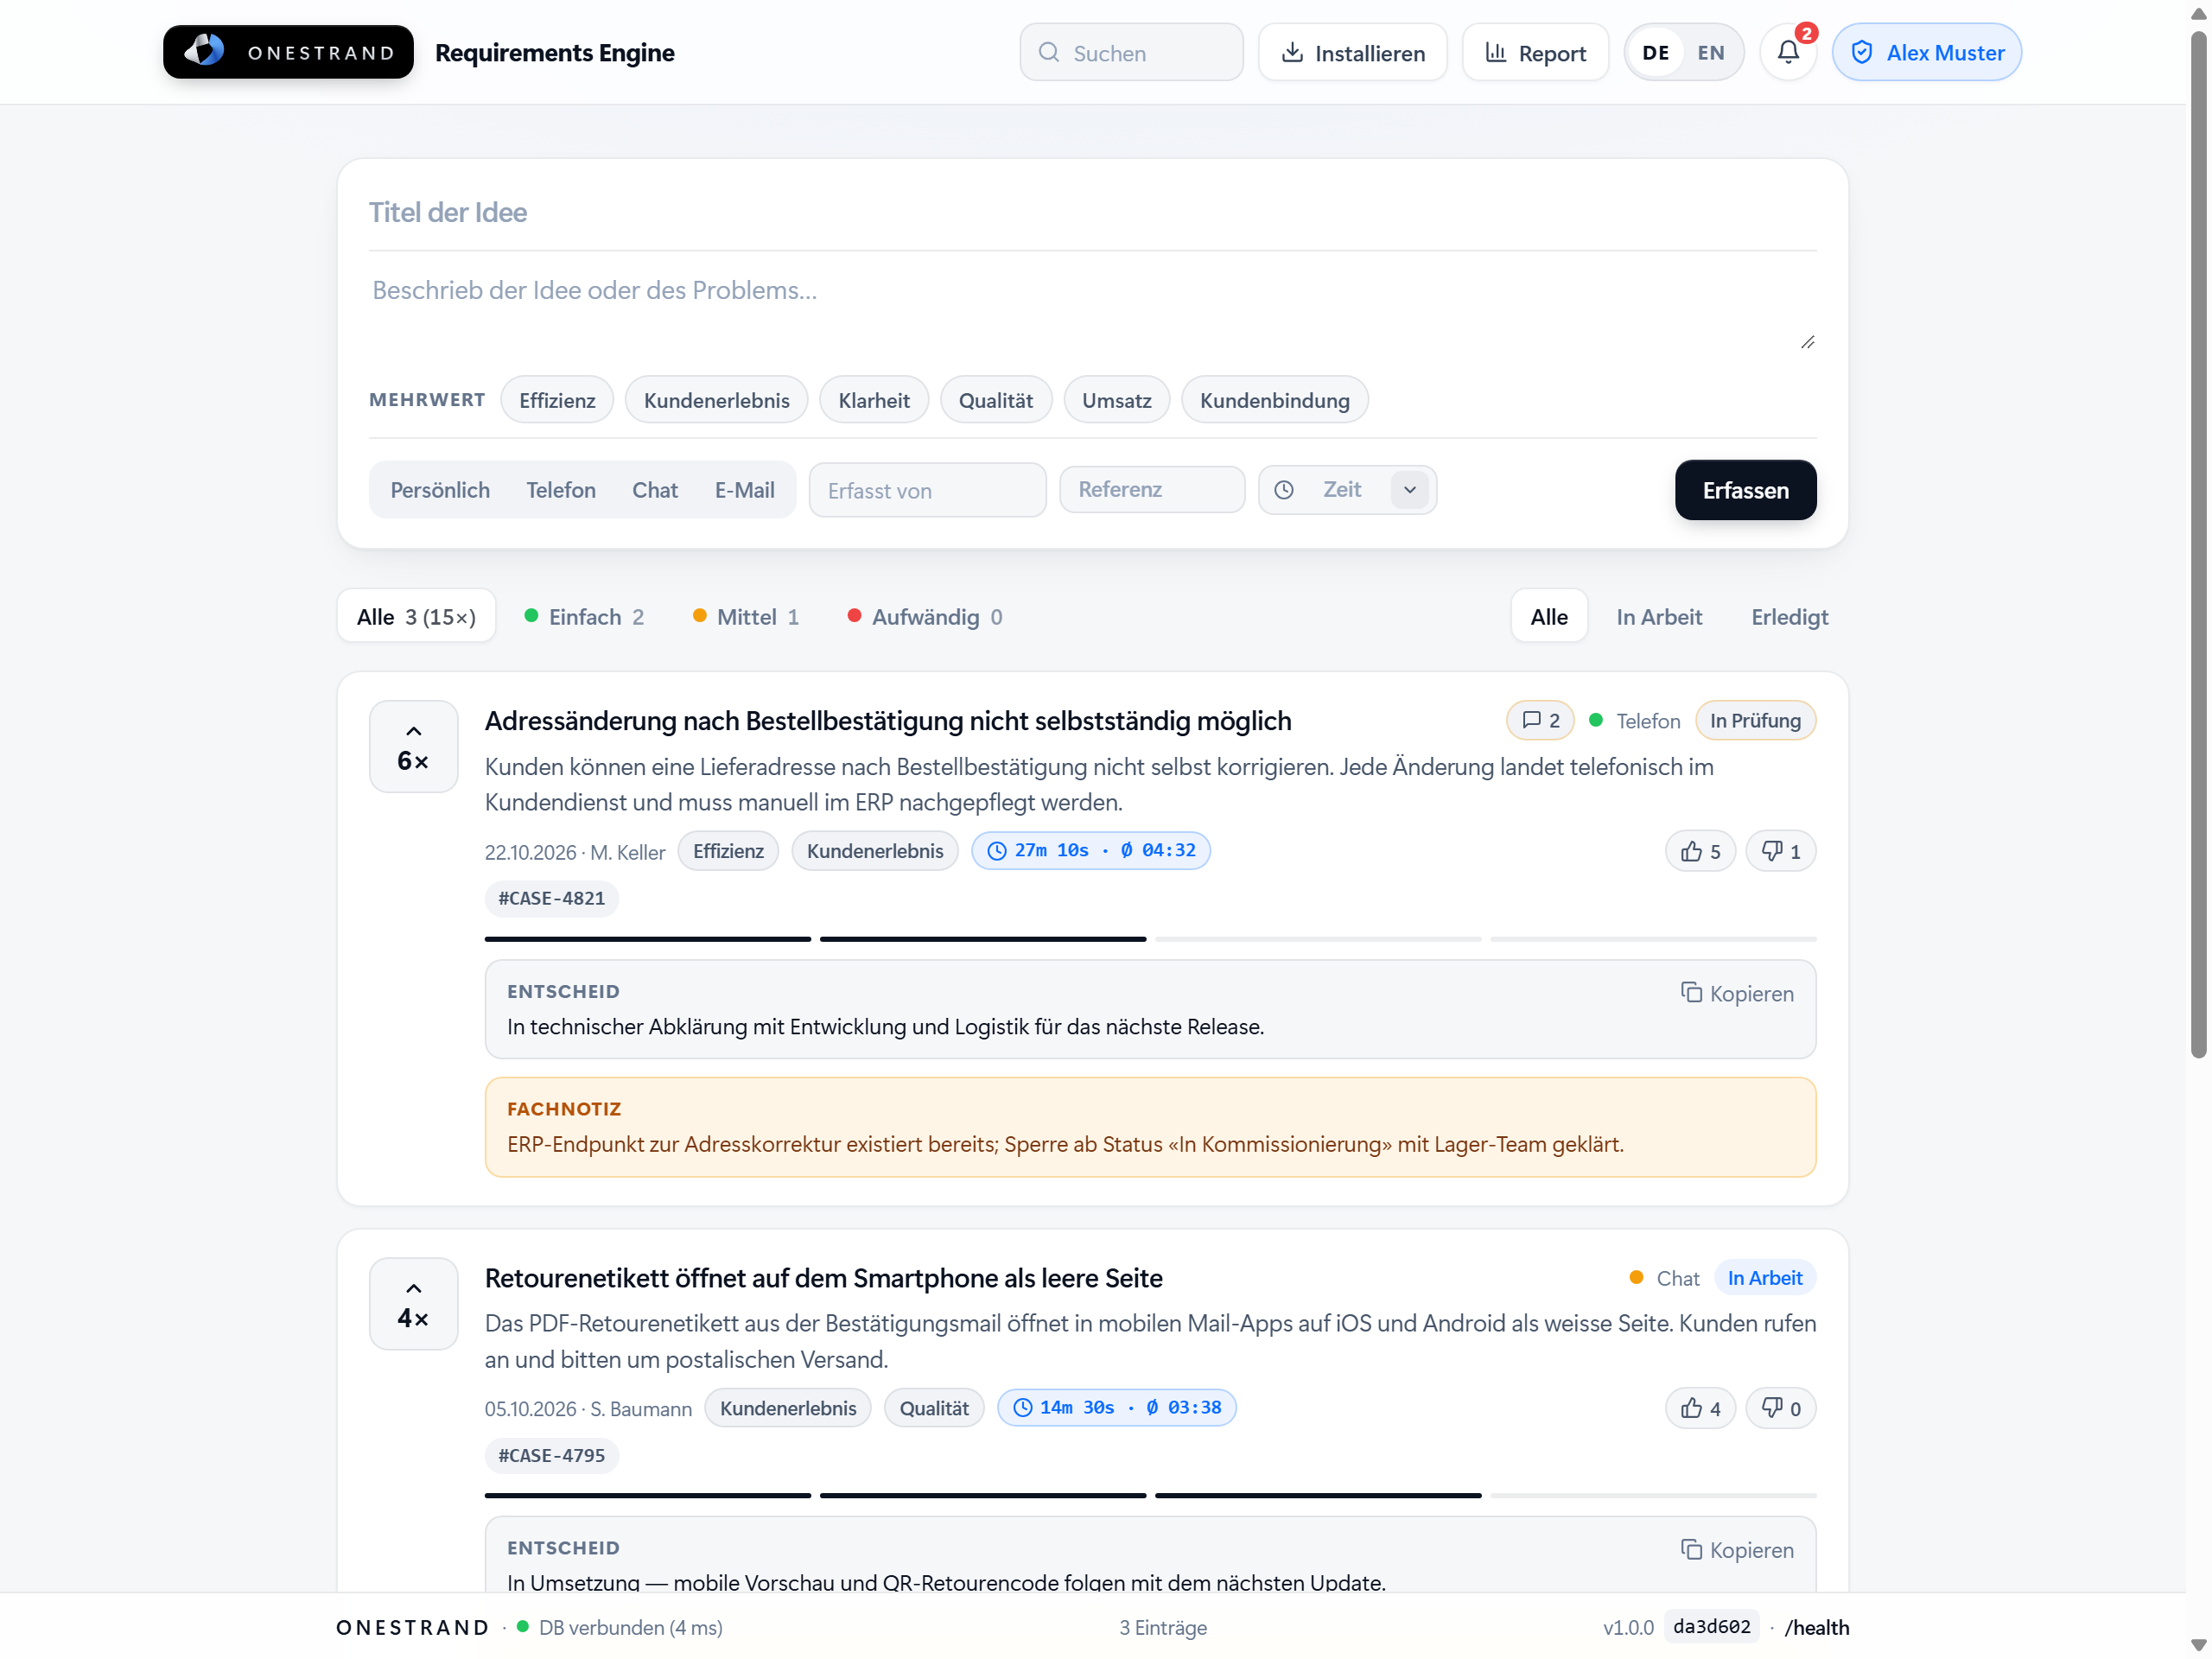 ONESTRAND Requirements Engine Suchen Installieren Report DE EN 2 Alex Muster
Titel der Idee
Beschrieb der Idee oder des Problems...
MEHRWERT Effizienz Kundenerlebnis Klarheit Qualität Umsatz Kundenbindung
Persönlich Telefon Chat E-Mail Erfasst von Referenz Zeit Erfassen
Alle 3 (15×) Einfach 2 Mittel 1 Aufwändig 0 Alle In Arbeit Erledigt
6×
Adressänderung nach Bestellbestätigung nicht selbstständig möglich 2 Telefon In Prüfung
Kunden können eine Lieferadresse nach Bestellbestätigung nicht selbst korrigieren. Jede Änderung landet telefonisch im
Kundendienst und muss manuell im ERP nachgepflegt werden.
22.10.2026 · M. Keller Effizienz Kundenerlebnis 27m 10s · Ø 04:32 5 1
#CASE-4821
ENTSCHEID Kopieren
In technischer Abklärung mit Entwicklung und Logistik für das nächste Release.
FACHNOTIZ
ERP-Endpunkt zur Adresskorrektur existiert bereits; Sperre ab Status «In Kommissionierung» mit Lager-Team geklärt.
4×
Retourenetikett öffnet auf dem Smartphone als leere Seite Chat In Arbeit
Das PDF-Retourenetikett aus der Bestätigungsmail öffnet in mobilen Mail-Apps auf iOS und Android als weisse Seite. Kunden rufen
an und bitten um postalischen Versand.
05.10.2026 · S. Baumann Kundenerlebnis Qualität 14m 30s · Ø 03:38 4 0
#CASE-4795
ENTSCHEID Kopieren
In Umsetzung — mobile Vorschau und QR-Retourencode folgen mit dem nächsten Update.
ONESTRAND · DB verbunden (4 ms) 3 Einträge v1.0.0 da3d602 · /health